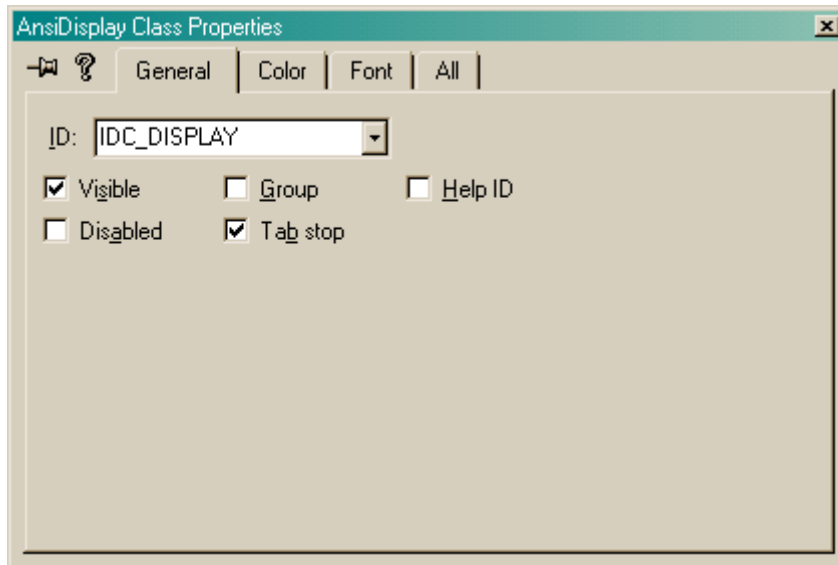 AnsiDisplay Class Properties
General Color Font All
ID: IDC_DISPLAY
Visible Group Help ID
Disabled Tab stop